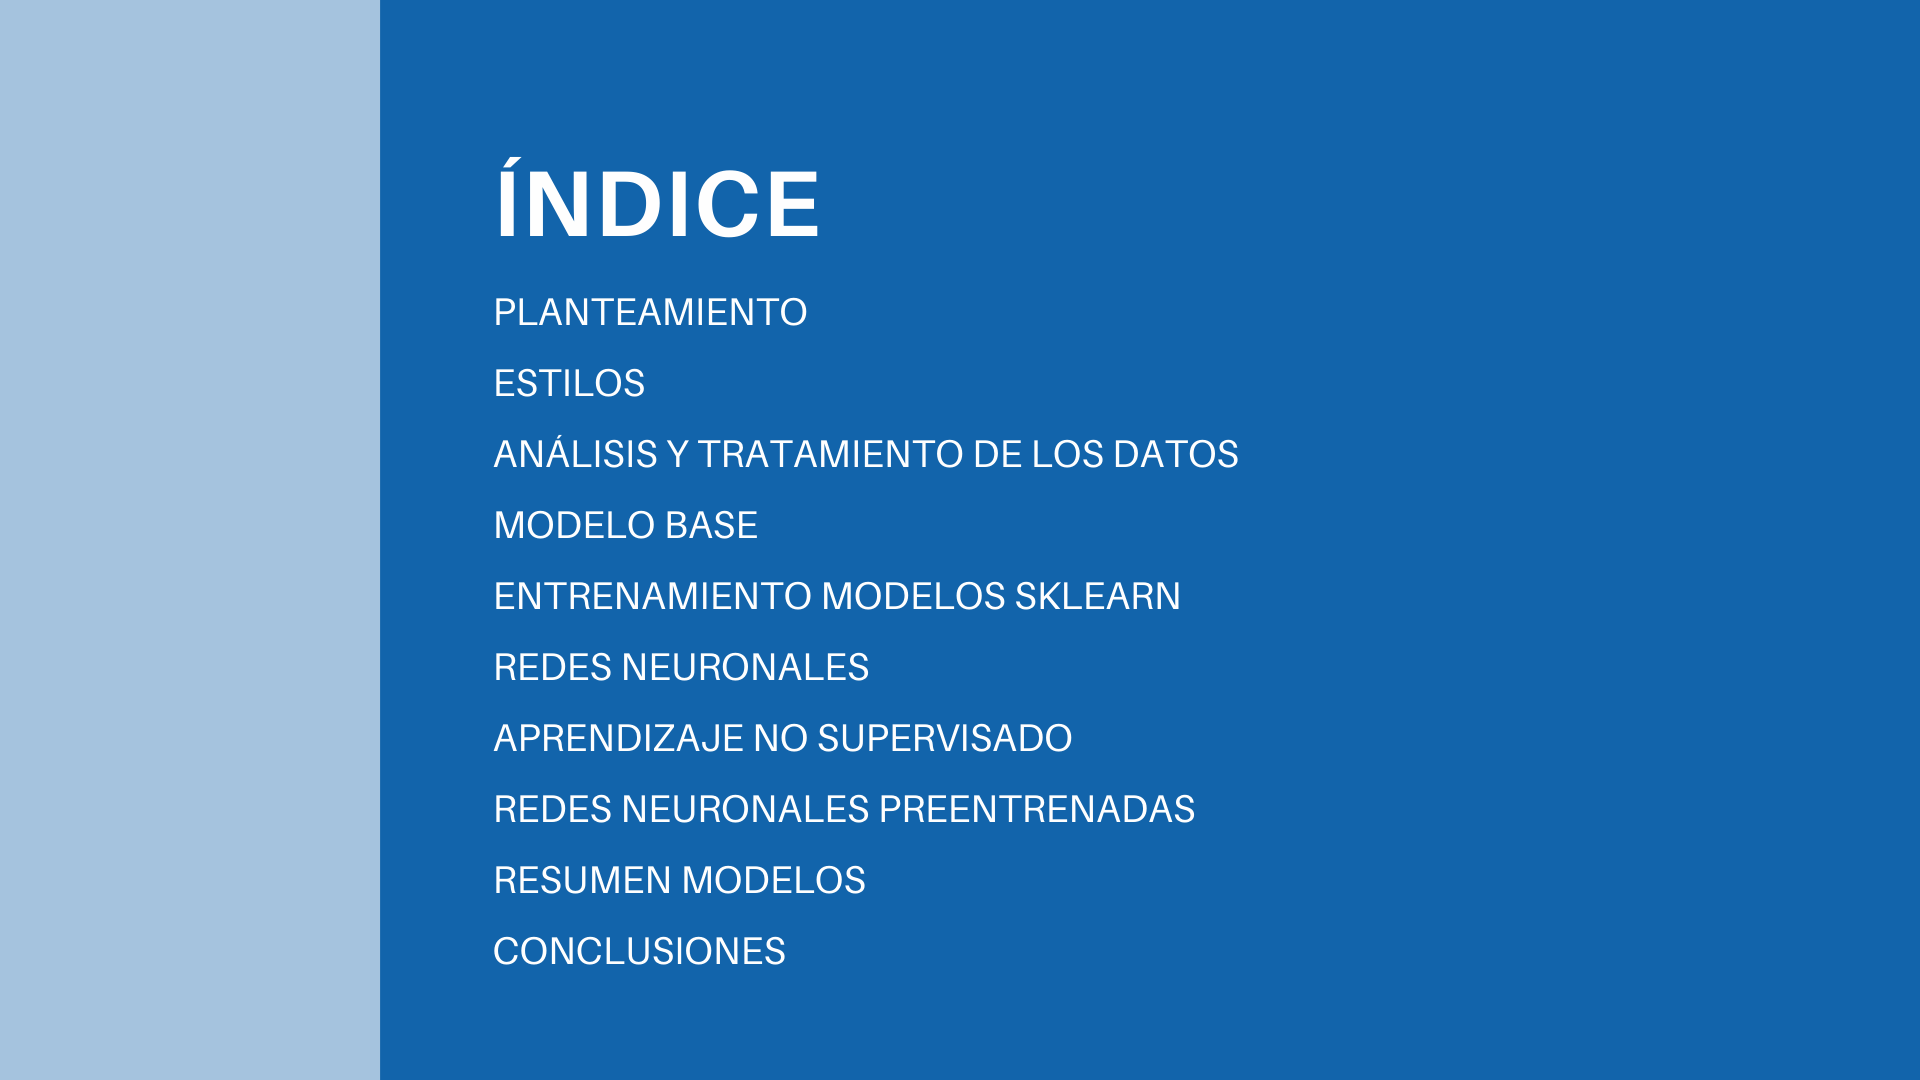 ÍNDICE
PLANTEAMIENTO
ESTILOS
ANÁLISIS Y TRATAMIENTO DE LOS DATOS
MODELO BASE
ENTRENAMIENTO MODELOS SKLEARN
REDES NEURONALES
APRENDIZAJE NO SUPERVISADO
REDES NEURONALES PREENTRENADAS
RESUMEN MODELOS
CONCLUSIONES